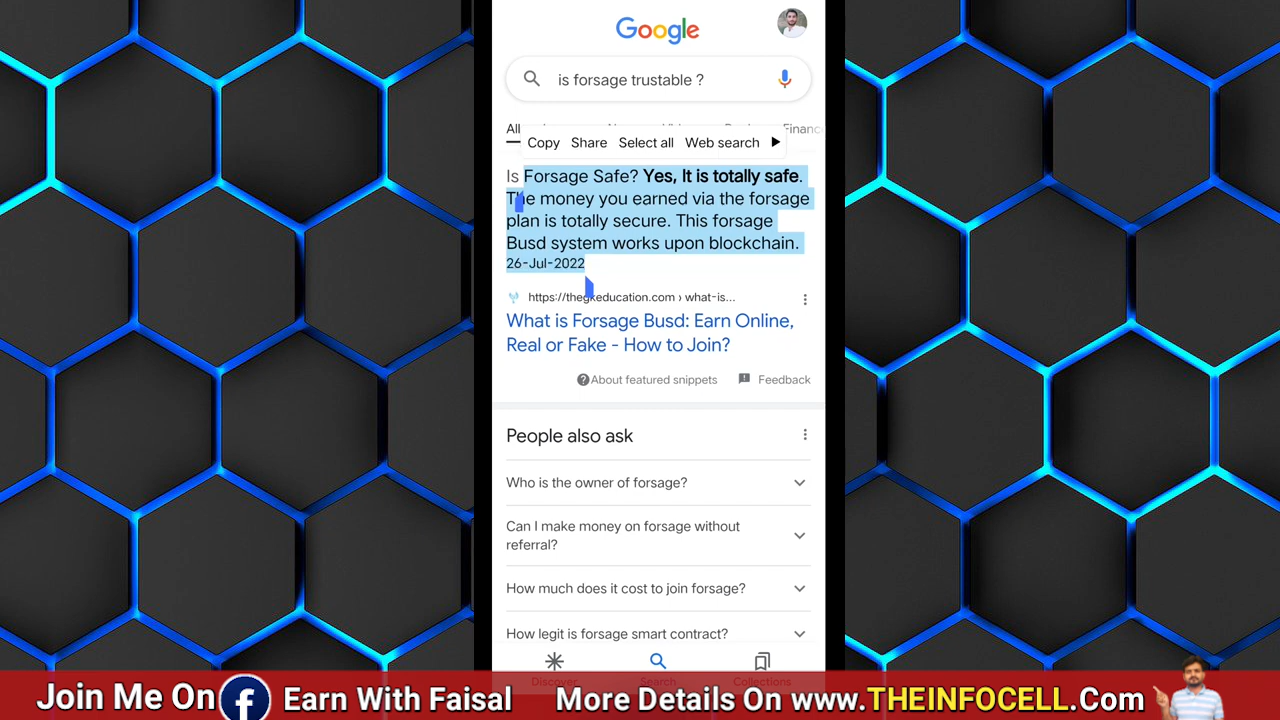 Google
is forsage trustable ?
All
Financ
Copy Share Select all Web search
Is Forsage Safe? Yes, It is totally safe.
The money you earned via the forsage
plan is totally secure. This forsage
Busd system works upon blockchain.
26-Jul-2022
https://thegkeducation.com › what-is...
What is Forsage Busd: Earn Online,
Real or Fake - How to Join?
About featured snippets Feedback
People also ask
Who is the owner of forsage?
Can I make money on forsage without
referral?
How much does it cost to join forsage?
How legit is forsage smart contract?
Discover Search Collections
Join Me On f Earn With Faisal More Details On www.THEINFOCELL.Com